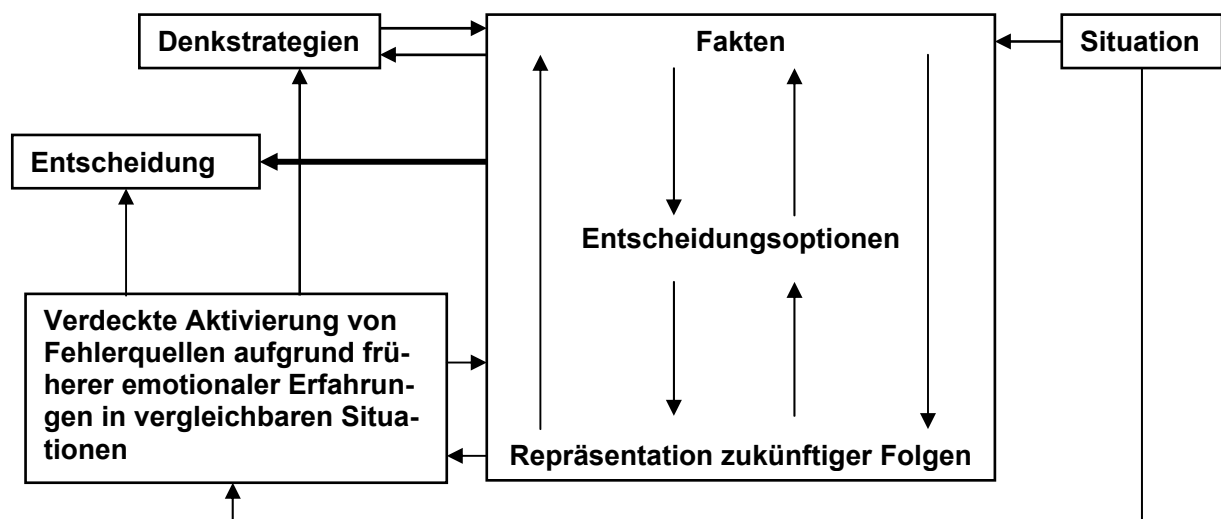 Denkstrategien
Fakten
Situation
Entscheidung
Entscheidungsoptionen
Verdeckte Aktivierung von
Fehlerquellen aufgrund frü-
herer emotionaler Erfahrun-
gen in vergleichbaren Situa-
tionen
Repräsentation zukünftiger Folgen